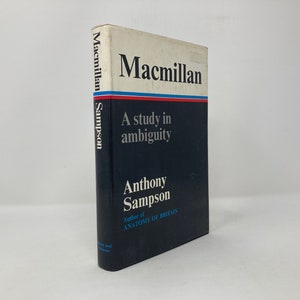 Macmillan
A study in
ambiguity
Anthony
Sampson
Author of
ANATOMY OF BRITAIN
Macmillan
Sampson